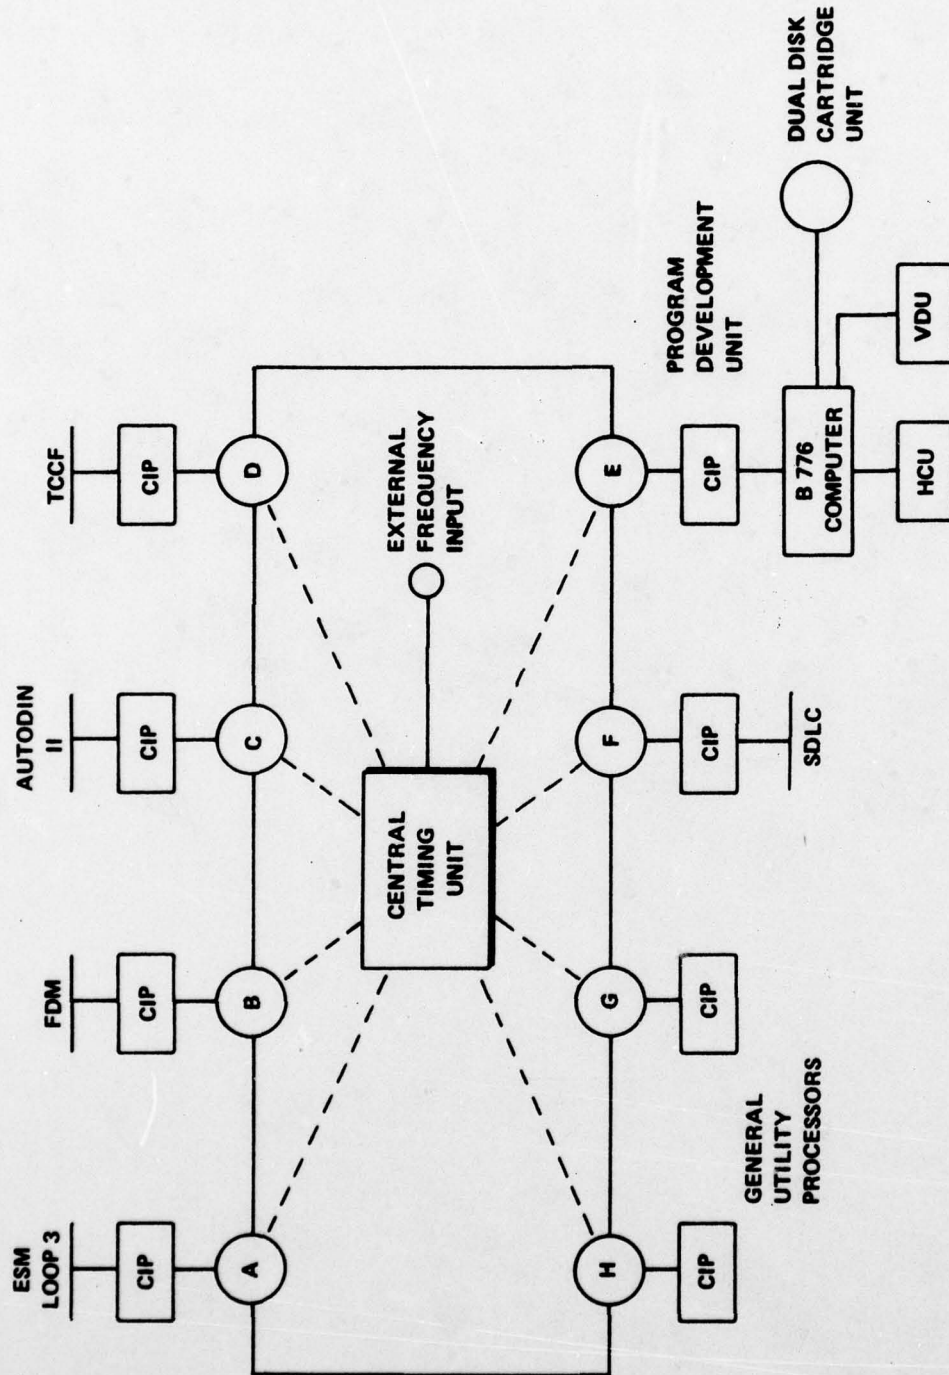 ESM
LOOP 3
FDM
AUTODIN
II
TCCF
CIP
CIP
CIP
CIP
A
B
C
D
CENTRAL
TIMING
UNIT
EXTERNAL
FREQUENCY
INPUT
H
G
F
E
CIP
CIP
CIP
CIP
GENERAL
UTILITY
PROCESSORS
SDLC
PROGRAM
DEVELOPMENT
UNIT
B 776
COMPUTER
DUAL DISK
CARTRIDGE
UNIT
HCU
VDU